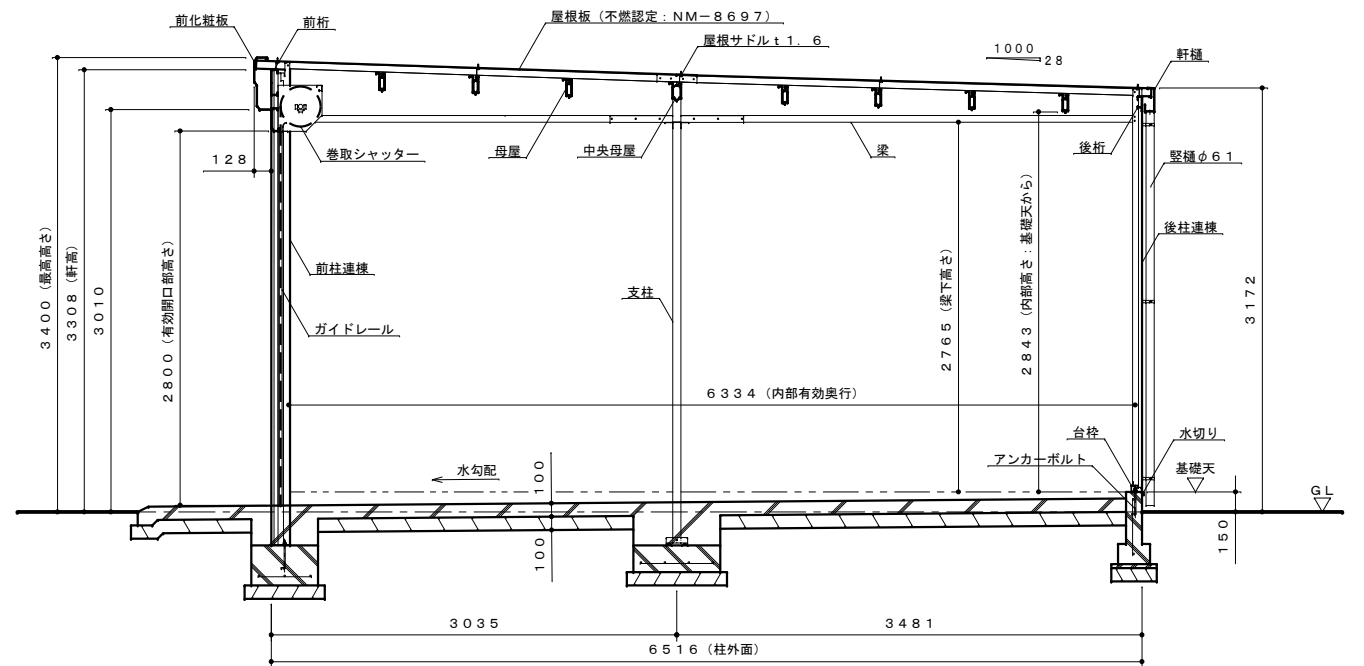 前化粧板
前桁
屋根板（不燃認定：ＮＭ－８６９７）
屋根サドルｔ１．６
１０００
２８
軒樋
巻取シャッター
母屋
中央母屋
梁
後桁
竪樋φ６１
１２８
３４００（最高高さ）
３３０８（軒高）
３０１０
２８００（有効開口部高さ）
前柱連棟
ガイドレール
支柱
２７６５（梁下高さ）
２８４３（内部高さ：基礎天から）
後柱連棟
３１７２
６３３４（内部有効奥行）
台枠
水切り
アンカーボルト
基礎天
水勾配
１００
１００
ＧＬ
１５０
３０３５
３４８１
６５１６（柱外面）